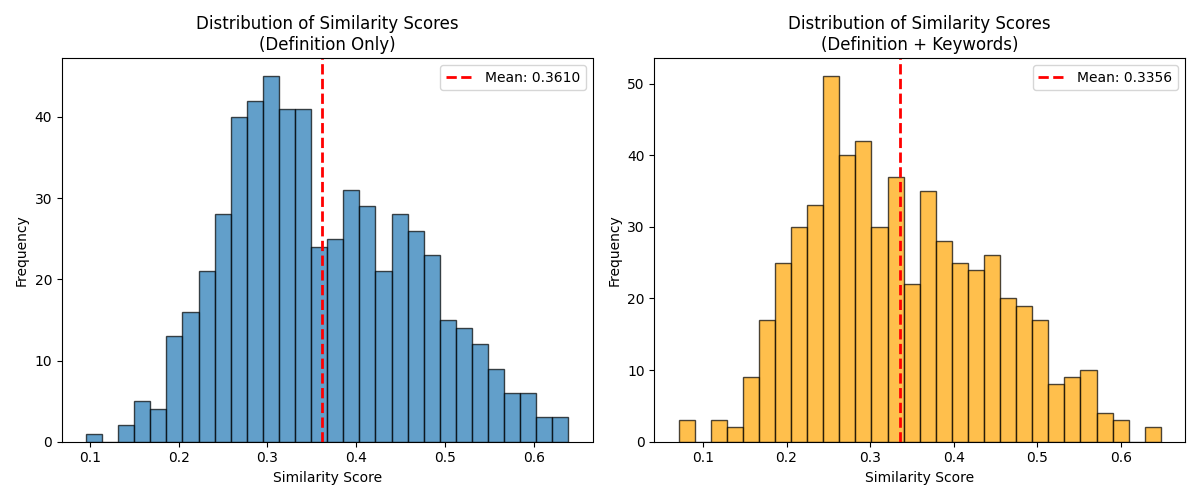 Distribution of Similarity Scores
(Definition Only)
Mean: 0.3610
Frequency
40
30
20
10
0
0.1 0.2 0.3 0.4 0.5 0.6
Similarity Score
Distribution of Similarity Scores
(Definition + Keywords)
Mean: 0.3356
Frequency
50
40
30
20
10
0
0.1 0.2 0.3 0.4 0.5 0.6
Similarity Score